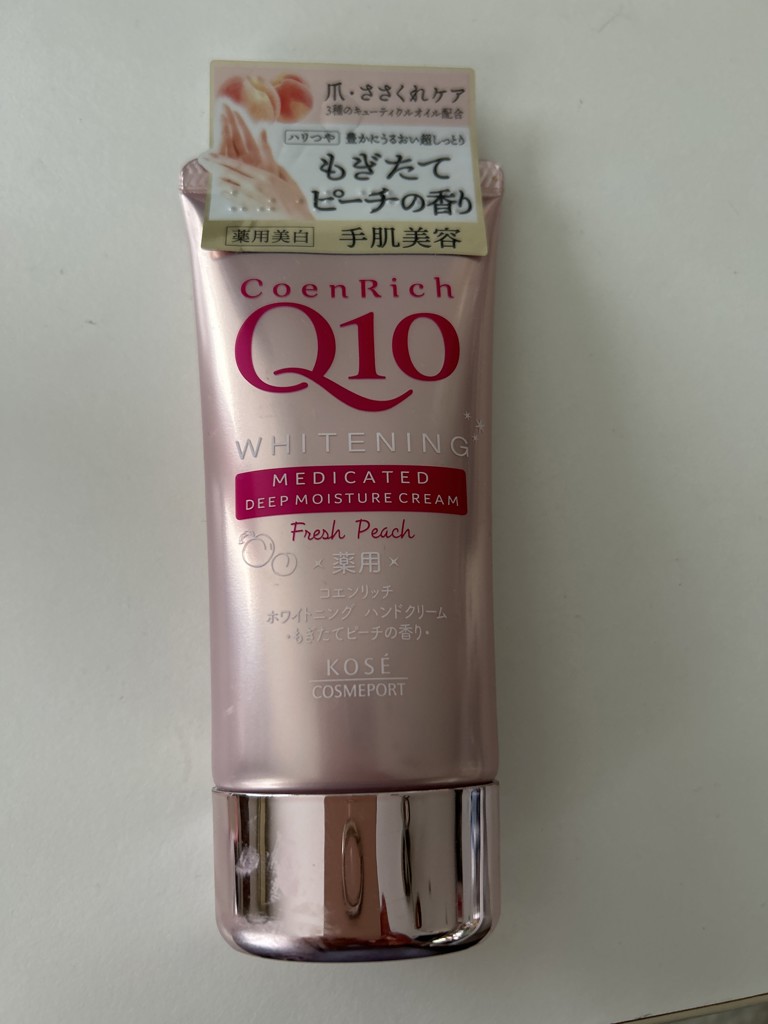 爪・ささくれケア
3種のキューティクルオイル配合
ハリつや 豊かにうるおい超しっとり
もぎたて
ピーチの香り
薬用美白 手肌美容
CoenRich
Q10
WHITENING
MEDICATED
DEEP MOISTURE CREAM
Fresh Peach
薬用
コエンリッチ
ホワイトニング ハンドクリーム
・もぎたてピーチの香り・
KOSÉ
COSMEPORT